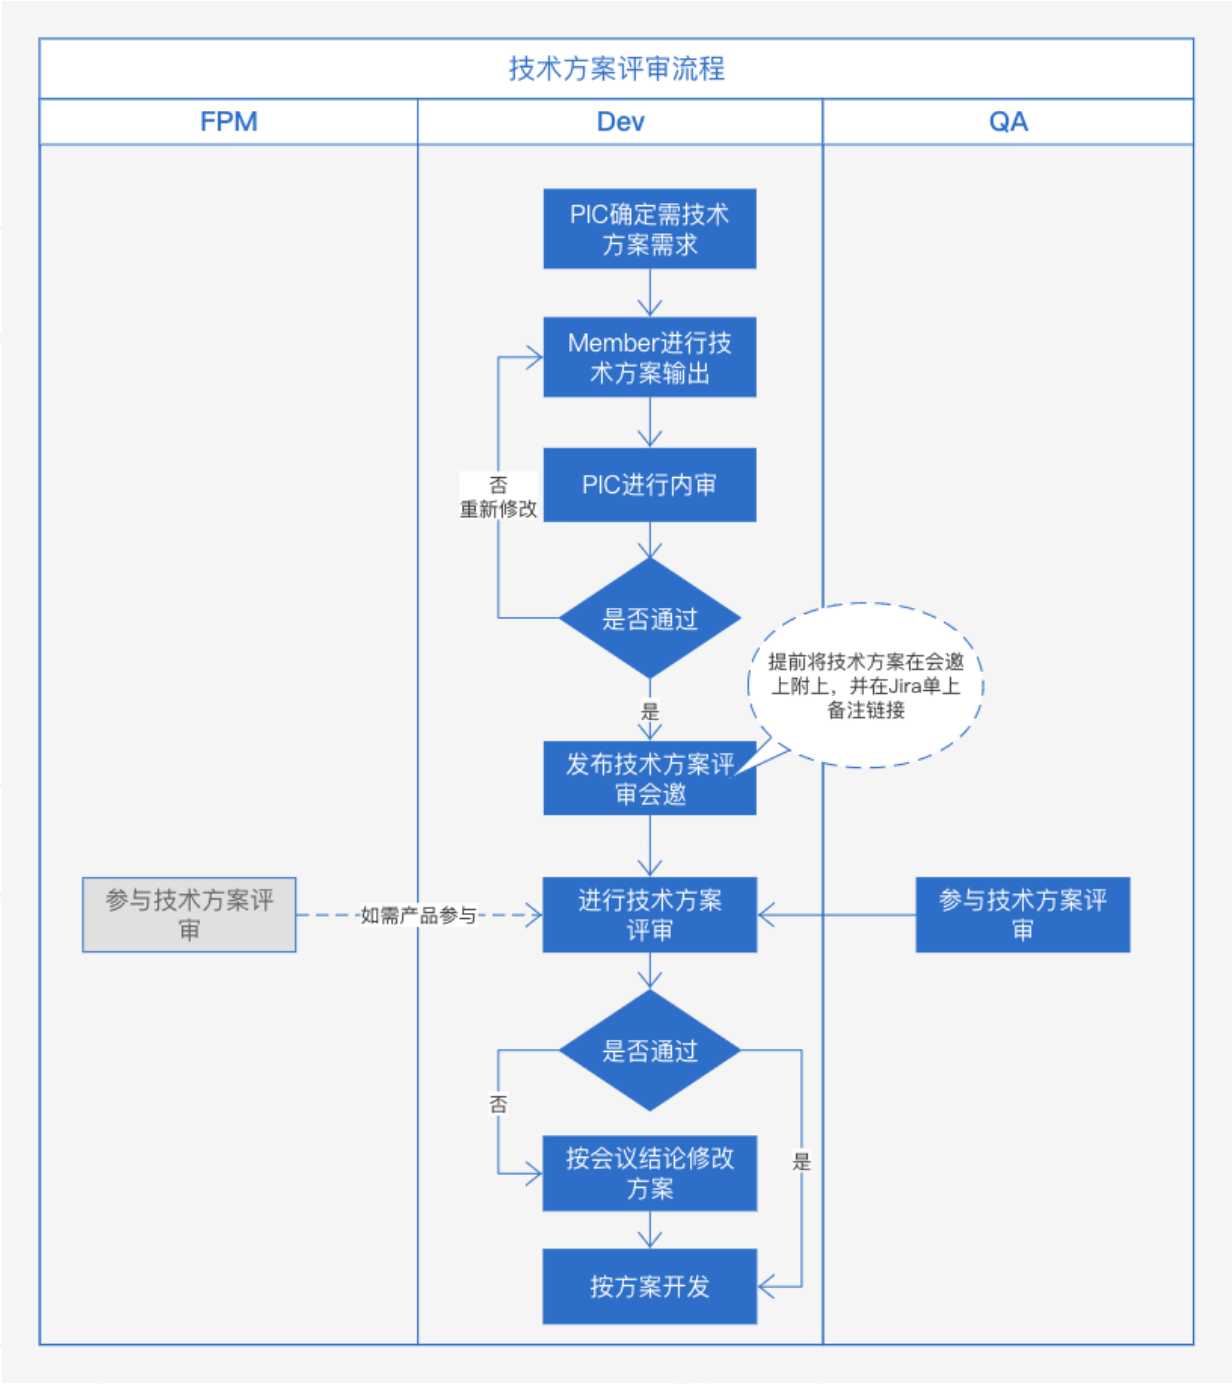 技术方案评审流程
FPM
Dev
QA
PIC确定需技术
方案需求
Member进行技
术方案输出
PIC进行内审
否
重新修改
是否通过
提前将技术方案在会邀
上附上，并在Jira单上
备注链接
是
发布技术方案评
审会邀
参与技术方案评
审
如需产品参与
进行技术方案
评审
参与技术方案评
审
是否通过
否
是
按会议结论修改
方案
按方案开发